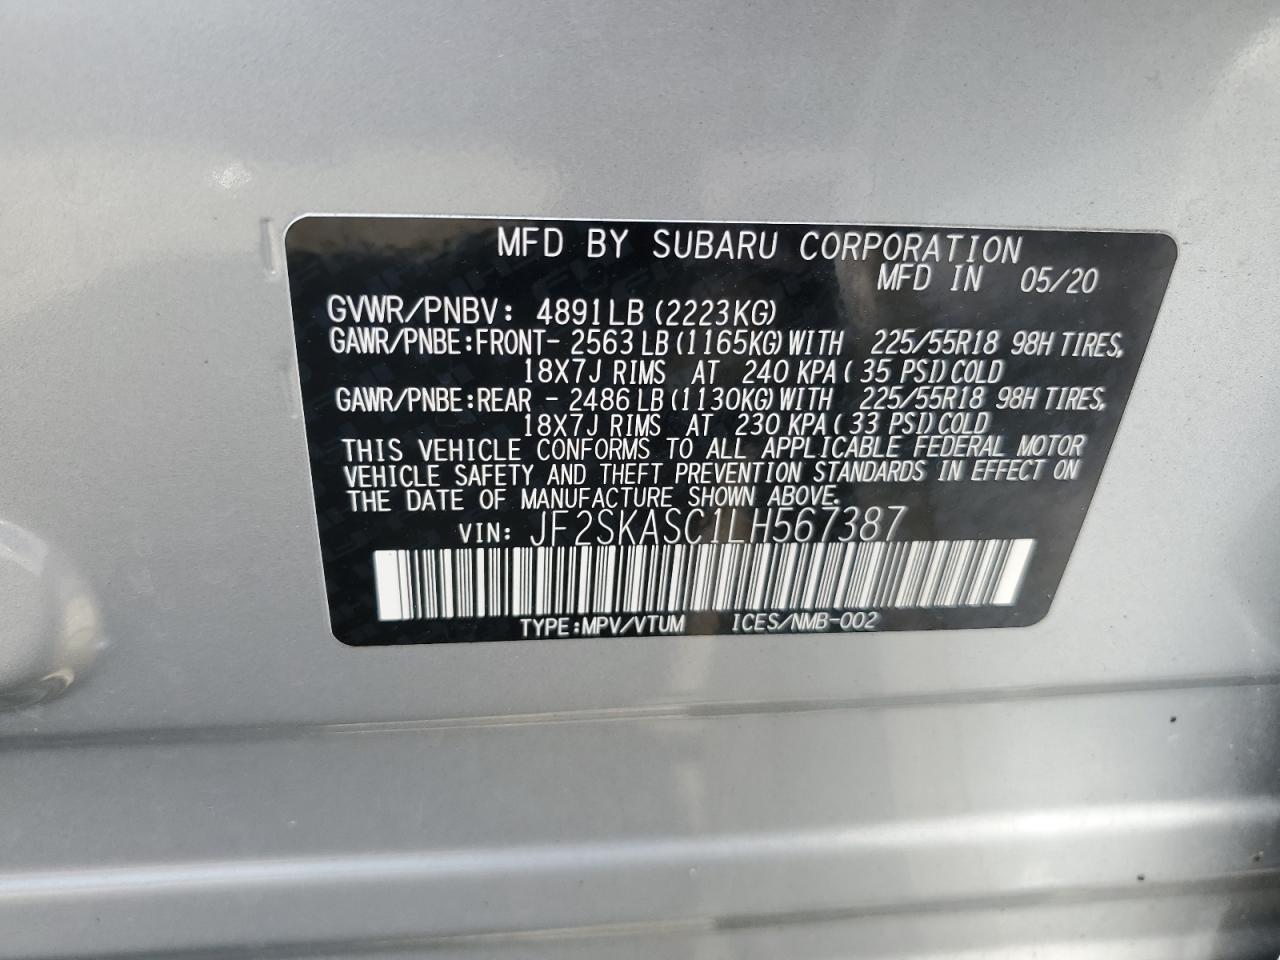 MFD BY SUBARU CORPORATION
MFD IN 05/20
GVWR/PNBV: 4891LB (2223KG)
GAWR/PNBE:FRONT- 2563 LB (1165KG) WITH 225/55R18 98H TIRES,
18X7J RIMS AT 240 KPA( 35 PSI) COLD
GAWR/PNBE:REAR - 2486 LB (1130KG) WITH 225/55R18 98H TIRES,
18X7J RIMS AT 230 KPA( 33 PSI) COLD
THIS VEHICLE CONFORMS TO ALL APPLICABLE FEDERAL MOTOR
VEHICLE SAFETY AND THEFT PREVENTION STANDARDS IN EFFECT ON
THE DATE OF MANUFACTURE SHOWN ABOVE.
VIN: JF2SKASC1LH567387
TYPE:MPV/VTUM ICES/NMB-002